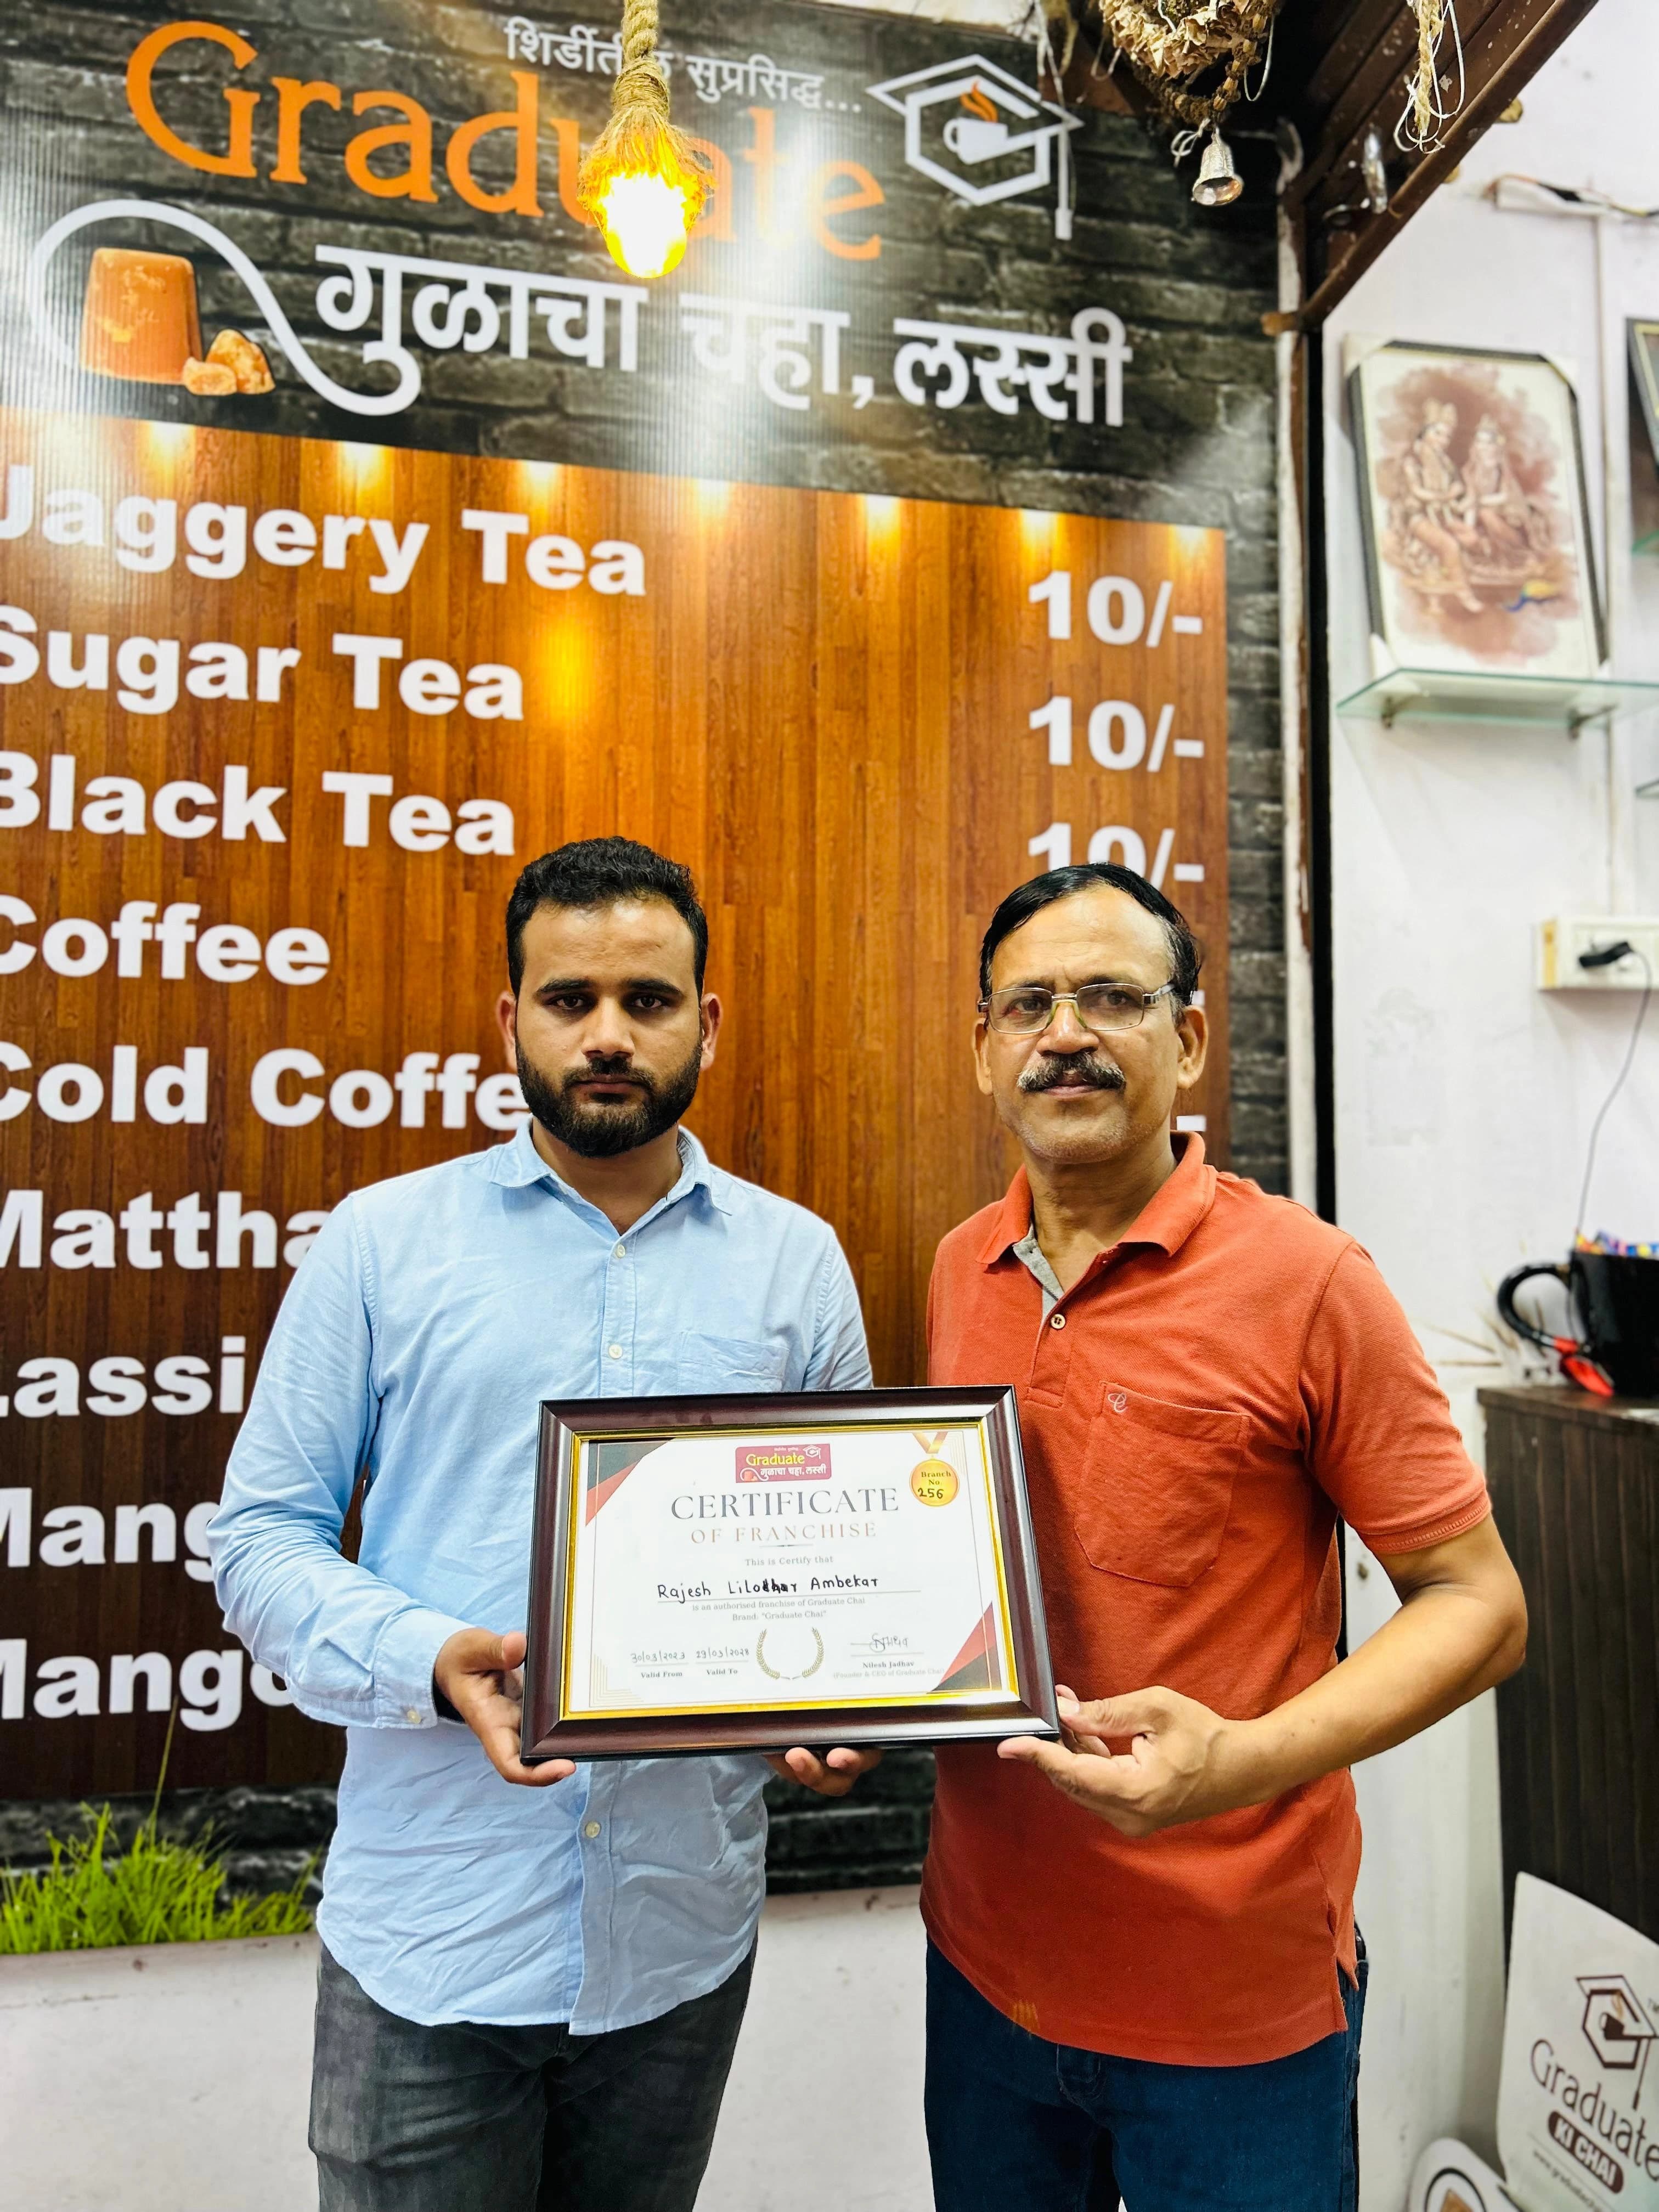 शिर्डीतील सुप्रसिद्ध...
Graduate
गुळाचा चहा, लस्सी
Jaggery Tea 10/-
Sugar Tea 10/-
Black Tea 10/-
Coffee
Cold Coffe
Mattha
Lassi
Mang
Mango
Graduate
गुळाचा चहा, लस्सी
Branch
No.
256
CERTIFICATE
OF FRANCHISE
This is Certify that
Rajesh Ambekar
is an authorised franchise of Graduate Chai
Brand. "Graduate Chai"
30/03/2023 29/03/2028
Valid From Valid To
Nilesh Jadhav
(Founder & CEO of Graduate Chai)
Graduate
KI CHAI